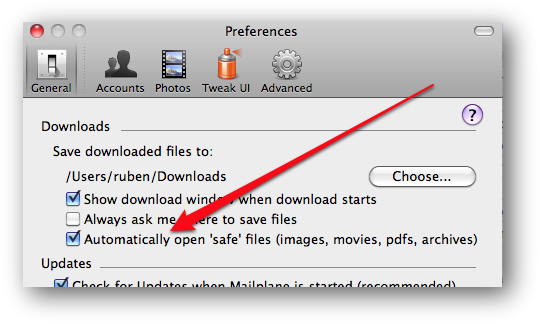 Preferences
General Accounts Photos Tweak UI Advanced
Downloads
?
Save downloaded files to:
/Users/ruben/Downloads
Choose...
Show download window when download starts
Always ask me where to save files
Automatically open 'safe' files (images, movies, pdfs, archives)
Updates
Check for Updates when Mailplane is started (recommended)